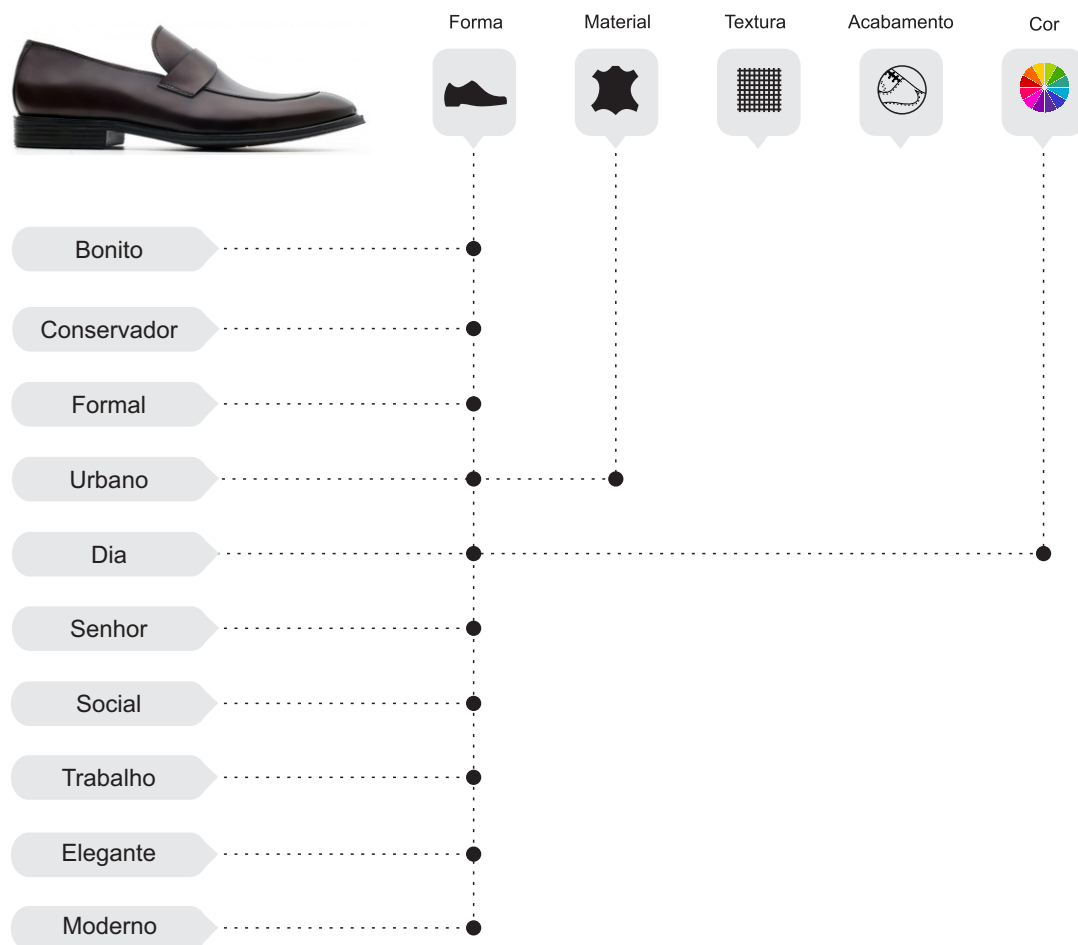 Forma Material Textura Acabamento Cor
Bonito
Conservador
Formal
Urbano
Dia
Senhor
Social
Trabalho
Elegante
Moderno